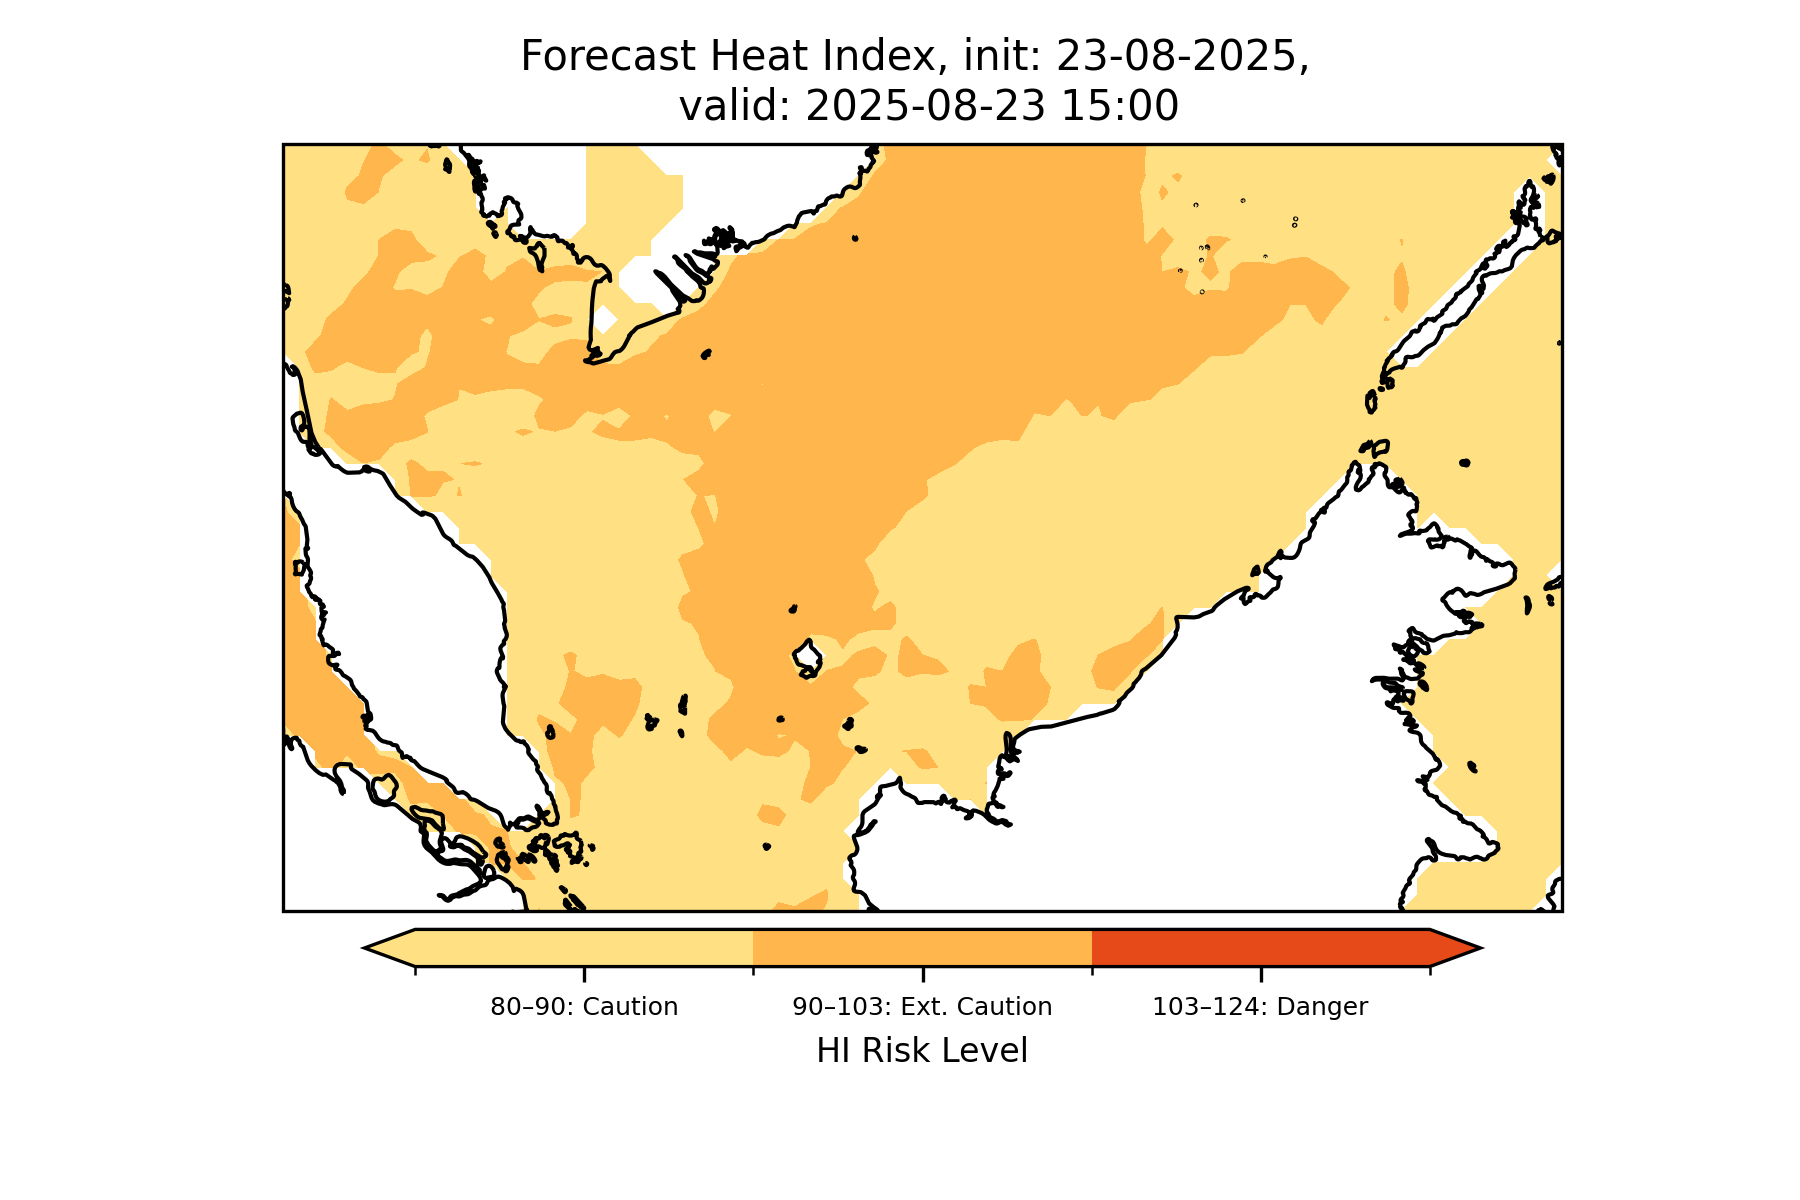 Forecast Heat Index, init: 23-08-2025,
valid: 2025-08-23 15:00
80–90: Caution
90–103: Ext. Caution
103–124: Danger
HI Risk Level